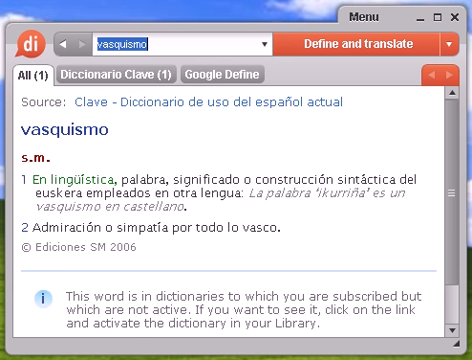 Menu
di
vasquismo
Define and translate
All (1)
Diccionario Clave (1)
Google Define
Source: Clave - Diccionario de uso del español actual
vasquismo
s.m.
1 En lingüística, palabra, significado o construcción sintáctica del
euskera empleados en otra lengua: La palabra 'ikurriña' es un
vasquismo en castellano.
2 Admiración o simpatía por todo lo vasco.
© Ediciones SM 2006
i
This word is in dictionaries to which you are subscribed but
which are not active. If you want to see it, click on the link
and activate the dictionary in your Library.